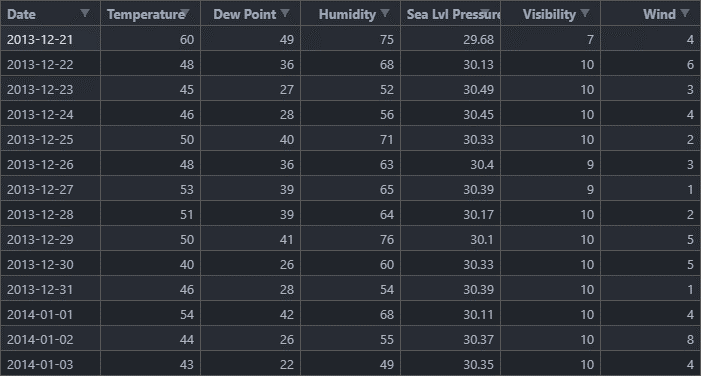 Date Temperature Dew Point Humidity Sea Lvl Pressure Visibility Wind
2013-12-21 60 49 75 29.68 7 4
2013-12-22 48 36 68 30.13 10 6
2013-12-23 45 27 52 30.49 10 3
2013-12-24 46 28 56 30.45 10 4
2013-12-25 50 40 71 30.33 10 2
2013-12-26 48 36 63 30.4 9 3
2013-12-27 53 39 65 30.39 9 1
2013-12-28 51 39 64 30.17 10 2
2013-12-29 50 41 76 30.1 10 5
2013-12-30 40 26 60 30.33 10 5
2013-12-31 46 28 54 30.39 10 1
2014-01-01 54 42 68 30.11 10 4
2014-01-02 44 26 55 30.37 10 8
2014-01-03 43 22 49 30.35 10 4